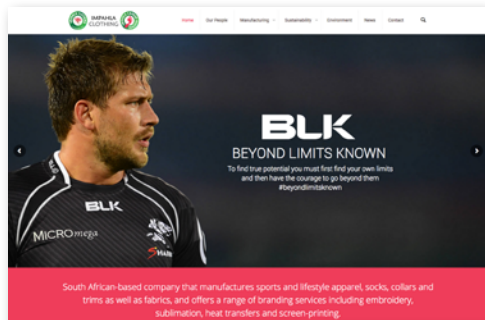 IMPAHLA
CLOTHING
Home Our People Manufacturing Sustainability Environment News Contact
BLK
BEYOND LIMITS KNOWN
To find true potential you must first find your own limits
and then have the courage to go beyond them
#beyondlimitsknown
BLK
MICROmega
South African-based company that manufactures sports and lifestyle apparel, socks, collars and
trims as well as fabrics, and offers a range of branding services including embroidery,
sublimation, heat transfers and screen-printing.